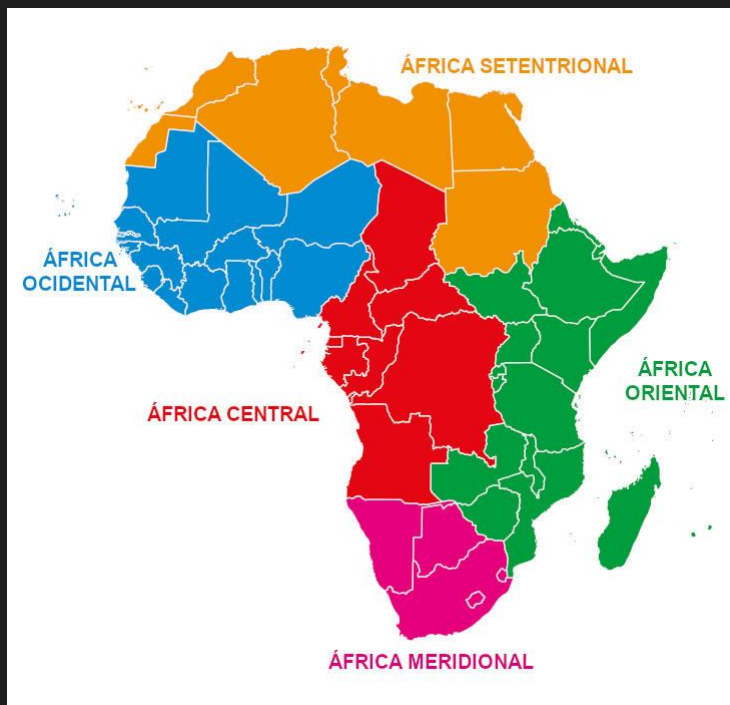 ÁFRICA SETENTRIONAL
ÁFRICA
OCIDENTAL
ÁFRICA
ORIENTAL
ÁFRICA CENTRAL
ÁFRICA MERIDIONAL